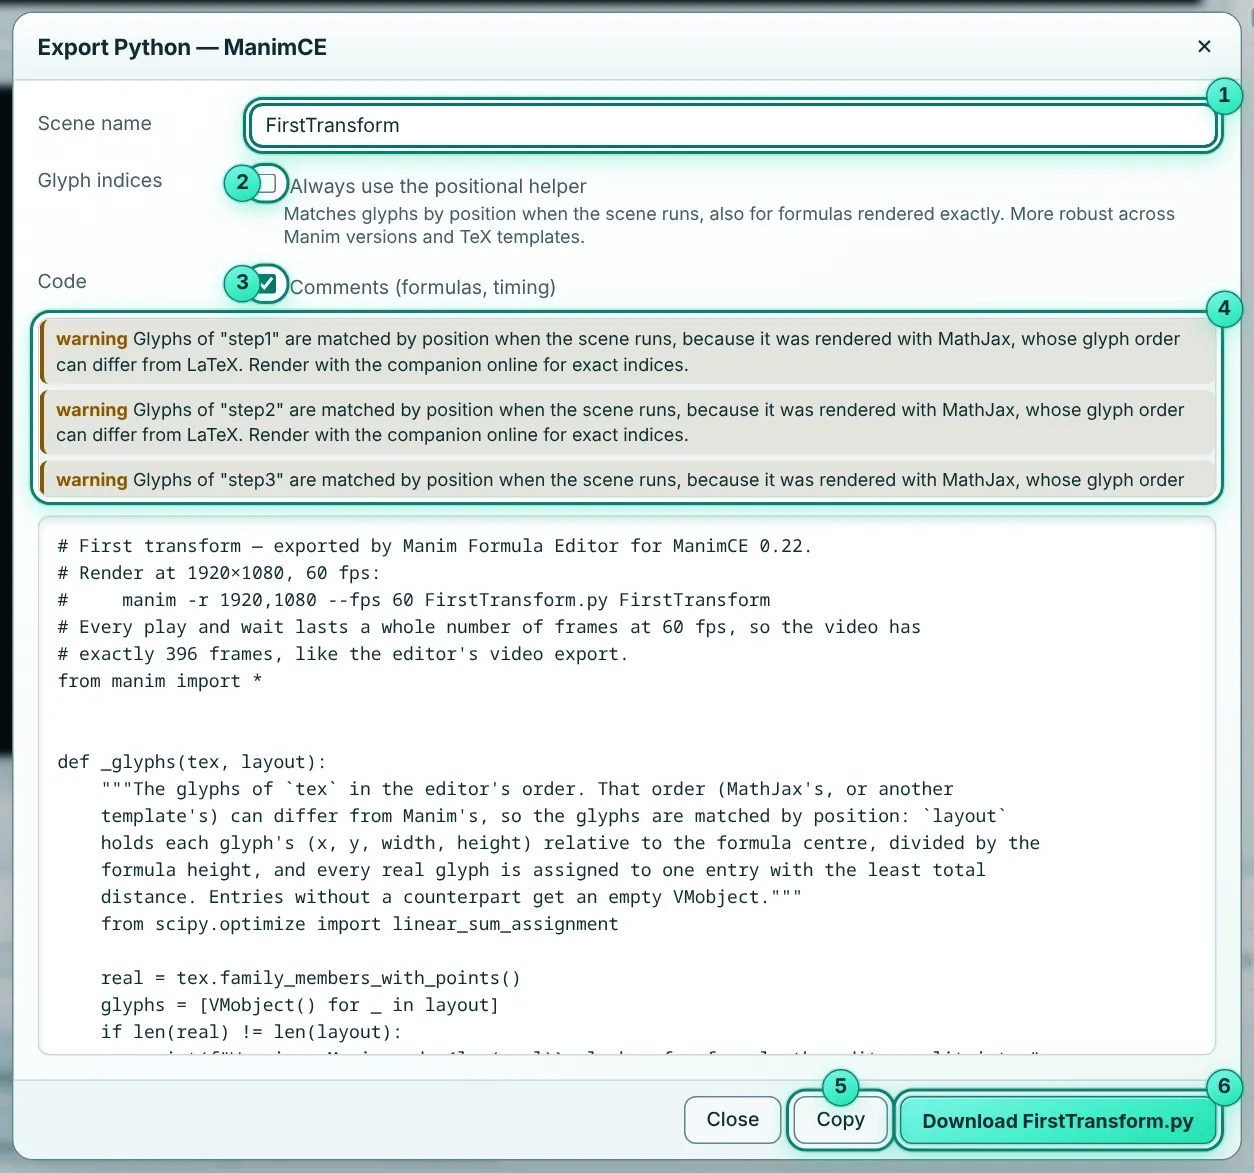 Export Python — ManimCE
✕
1
Scene name
FirstTransform
Glyph indices
2
Always use the positional helper
Matches glyphs by position when the scene runs, also for formulas rendered exactly. More robust across
Manim versions and TeX templates.
Code
3
Comments (formulas, timing)
4
warning Glyphs of "step1" are matched by position when the scene runs, because it was rendered with MathJax, whose glyph order
can differ from LaTeX. Render with the companion online for exact indices.
warning Glyphs of "step2" are matched by position when the scene runs, because it was rendered with MathJax, whose glyph order
can differ from LaTeX. Render with the companion online for exact indices.
warning Glyphs of "step3" are matched by position when the scene runs, because it was rendered with MathJax, whose glyph order
# First transform — exported by Manim Formula Editor for ManimCE 0.22.
# Render at 1920×1080, 60 fps:
#     manim -r 1920,1080 --fps 60 FirstTransform.py FirstTransform
# Every play and wait lasts a whole number of frames at 60 fps, so the video has
# exactly 396 frames, like the editor's video export.
from manim import *
def _glyphs(tex, layout):
    """The glyphs of `tex` in the editor's order. That order (MathJax's, or another
    template's) can differ from Manim's, so the glyphs are matched by position: `layout`
    holds each glyph's (x, y, width, height) relative to the formula centre, divided by the
    formula height, and every real glyph is assigned to one entry with the least total
    distance. Entries without a counterpart get an empty VMobject."""
    from scipy.optimize import linear_sum_assignment
    real = tex.family_members_with_points()
    glyphs = [VMobject() for _ in layout]
    if len(real) != len(layout):
5
6
Close
Copy
Download FirstTransform.py